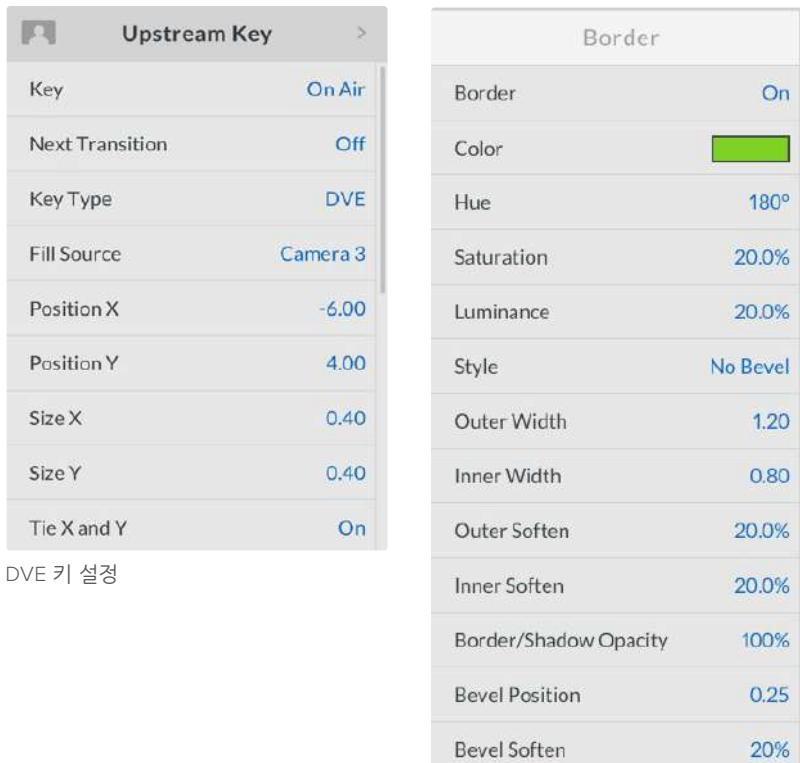 Upstream Key >
Key On Air
Next Transition Off
Key Type DVE
Fill Source Camera 3
Position X -6.00
Position Y 4.00
Size X 0.40
Size Y 0.40
Tie X and Y On
DVE 키 설정
Border
Border On
Color
Hue 180°
Saturation 20.0%
Luminance 20.0%
Style No Bevel
Outer Width 1.20
Inner Width 0.80
Outer Soften 20.0%
Inner Soften 20.0%
Border/Shadow Opacity 100%
Bevel Position 0.25
Bevel Soften 20%